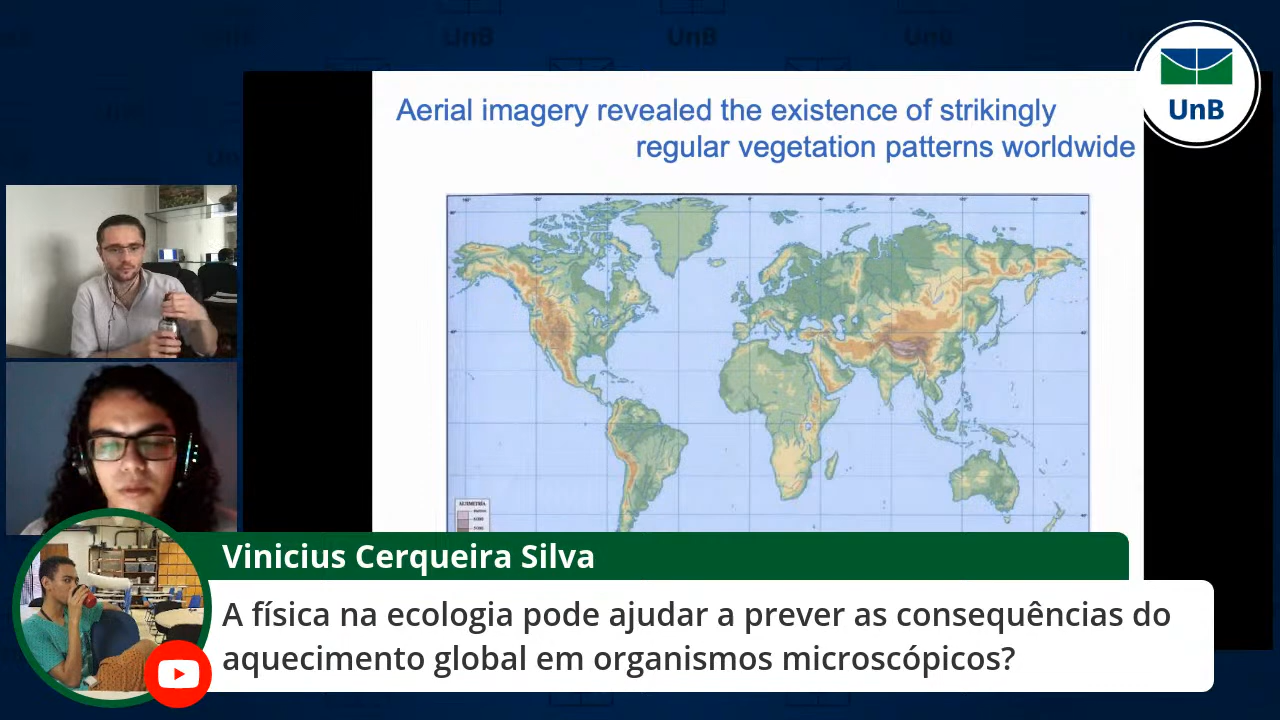 Aerial imagery revealed the existence of strikingly
regular vegetation patterns worldwide
UnB
UnB
UnB
UnB
ALTIMETRÍA
Vinicius Cerqueira Silva
A física na ecologia pode ajudar a prever as consequências do
aquecimento global em organismos microscópicos?